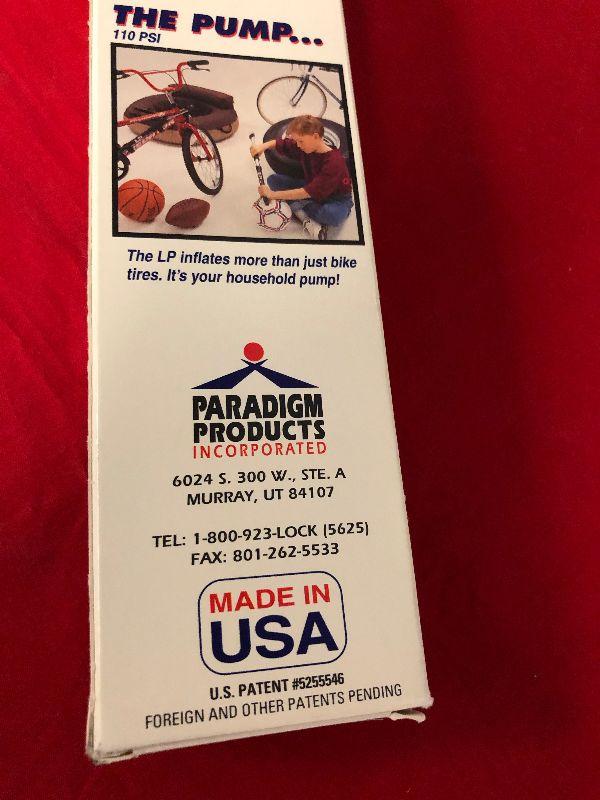 THE PUMP...
110 PSI
The LP inflates more than just bike
tires. It's your household pump!
PARADIGM
PRODUCTS
INCORPORATED
6024 S. 300 W., STE. A
MURRAY, UT 84107
TEL: 1-800-923-LOCK (5625)
FAX: 801-262-5533
MADE IN
USA
U.S. PATENT #5255546
FOREIGN AND OTHER PATENTS PENDING